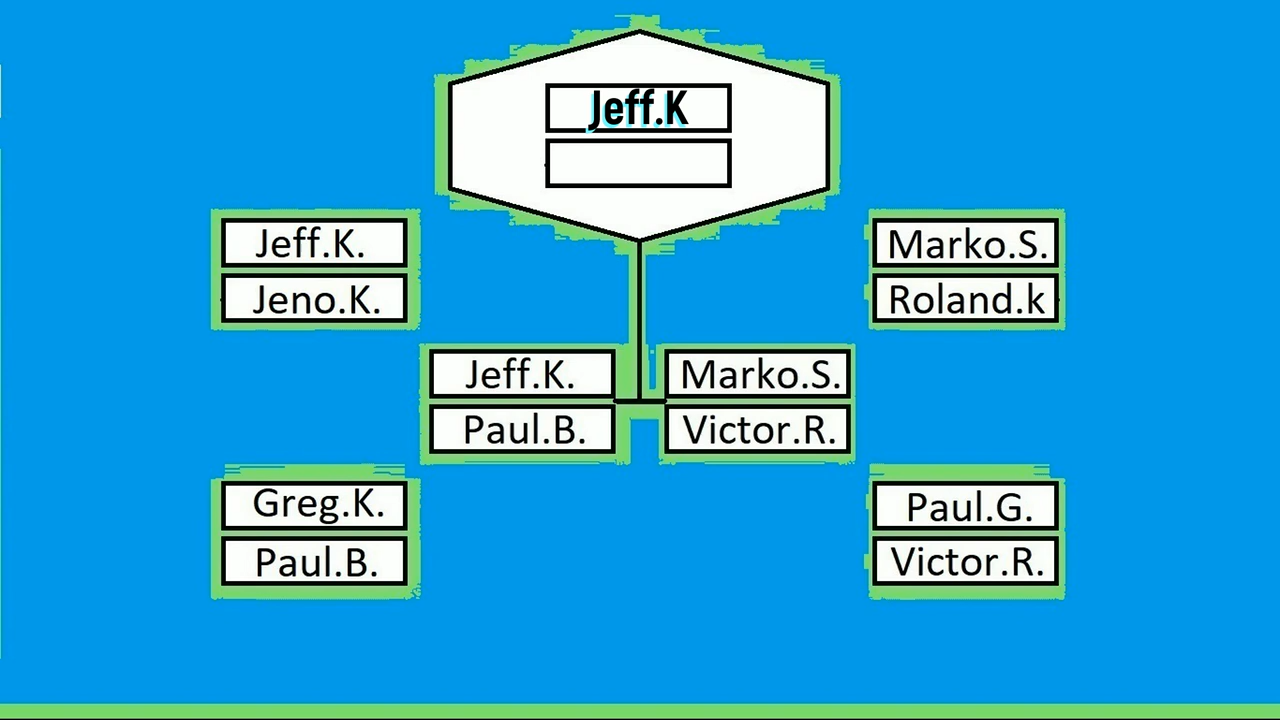 Jeff.K
Jeff.K.
Jeno.K.
Marko.S.
Roland.k
Jeff.K.
Paul.B.
Marko.S.
Victor.R.
Greg.K.
Paul.B.
Paul.G.
Victor.R.